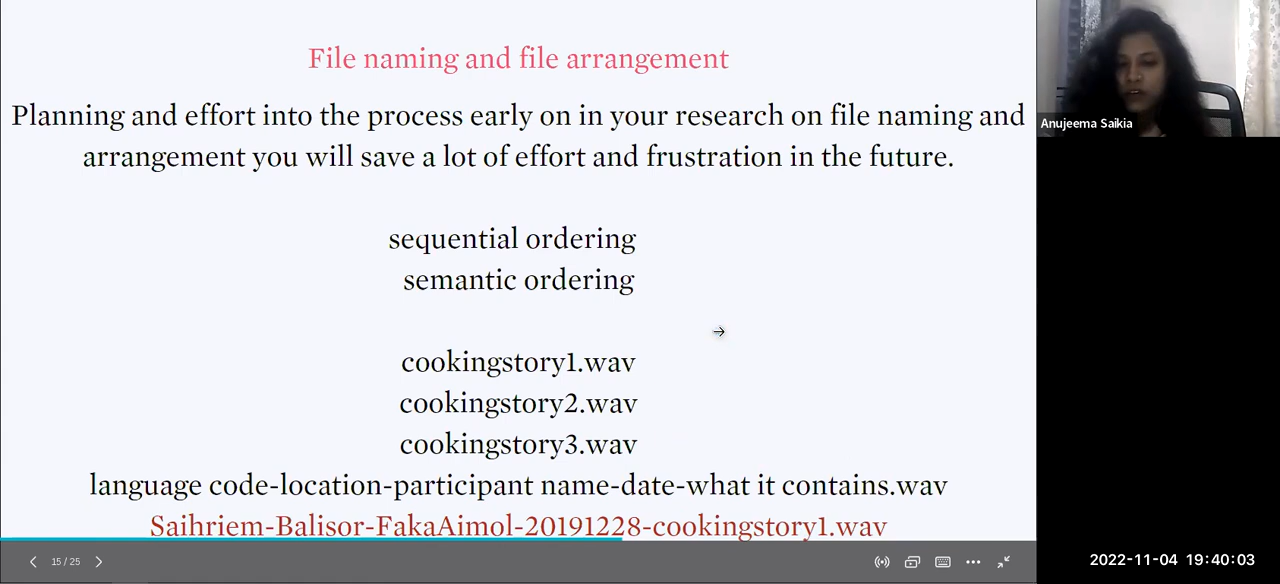 File naming and file arrangement
Planning and effort into the process early on in your research on file naming and
arrangement you will save a lot of effort and frustration in the future.
sequential ordering
semantic ordering
cookingstory1.wav
cookingstory2.wav
cookingstory3.wav
language code-location-participant name-date-what it contains.wav
Saihriem-Balisor-FakaAimol-20191228-cookingstory1.wav
15 / 25
Anujeema Saikia
2022-11-04 19:40:03